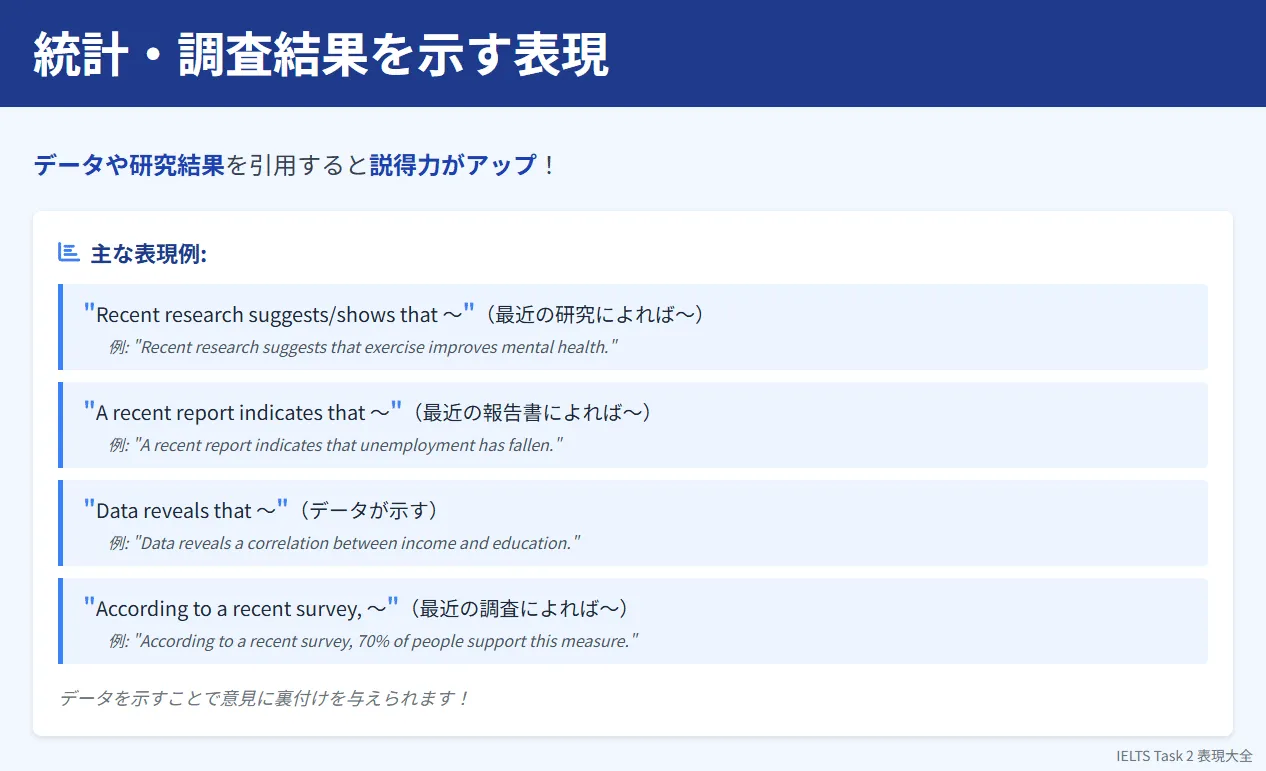 統計・調査結果を示す表現
データや研究結果を引用すると説得力がアップ！
主な表現例:
"Recent research suggests/shows that ～"（最近の研究によれば～）
例: "Recent research suggests that exercise improves mental health."
"A recent report indicates that ～"（最近の報告書によれば～）
例: "A recent report indicates that unemployment has fallen."
"Data reveals that ～"（データが示す）
例: "Data reveals a correlation between income and education."
"According to a recent survey, ～"（最近の調査によれば～）
例: "According to a recent survey, 70% of people support this measure."
データを示すことで意見に裏付けを与えられます！
IELTS Task 2 表現大全